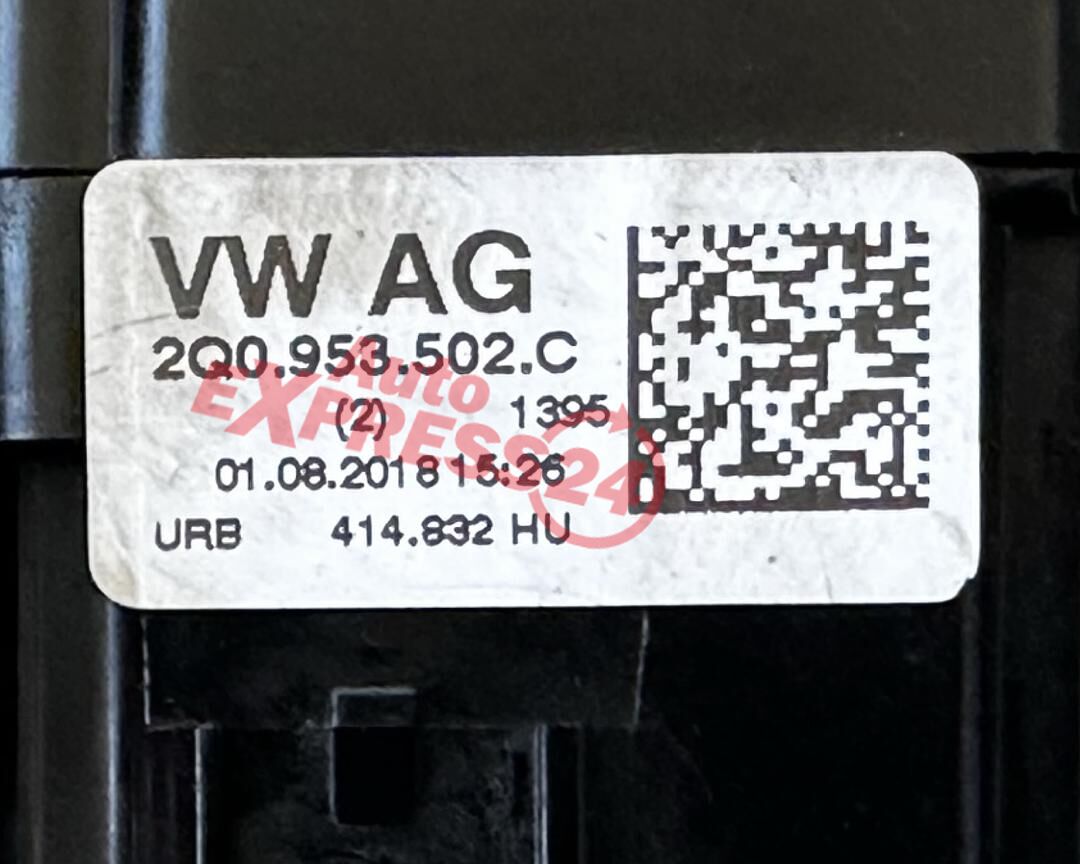 VW AG
2Q0.953.502.C
(2) 1395
01.08.2018 15:26
URB 414.832 HU
Auto
EXPRESS24